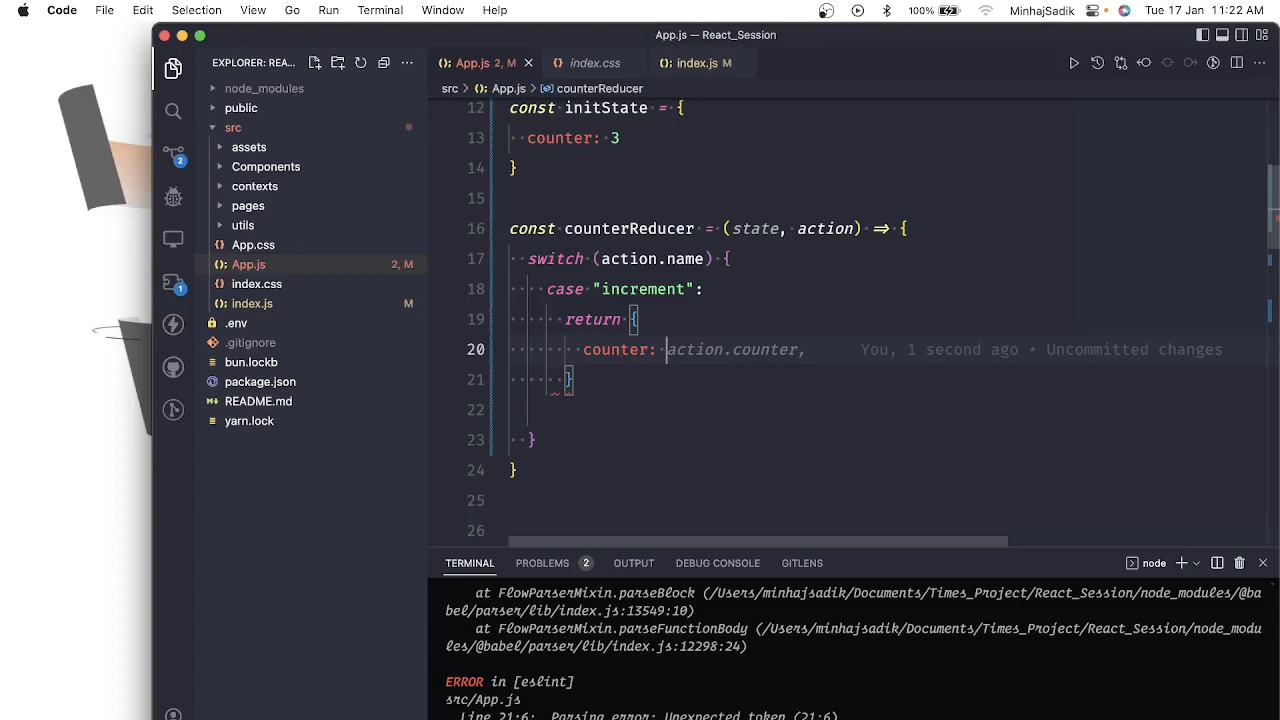 Code File Edit Selection View Go Run Terminal Window Help 100% MinhajSadik Tue 17 Jan 11:22 AM
App.js — React_Session
EXPLORER: REA...
App.js 2, M
index.css
index.js M
src > App.js > counterReducer
node_modules
public
src
assets
Components
contexts
pages
utils
App.css
App.js 2, M
index.css
index.js M
.env
.gitignore
bun.lockb
package.json
README.md
yarn.lock
2
1
12 const initState = {
13 counter: 3
14 }
15
16 const counterReducer = (state, action) => {
17 switch (action.name) {
18 case "increment":
19 return {
20 counter: action.counter, You, 1 second ago • Uncommitted changes
21 }
22
23 }
24 }
25
26
TERMINAL PROBLEMS 2 OUTPUT DEBUG CONSOLE GITLENS node
at FlowParserMixin.parseBlock (/Users/minhajsadik/Documents/Times_Project/React_Session/node_modules/@ba
bel/parser/lib/index.js:13549:10)
at FlowParserMixin.parseFunctionBody (/Users/minhajsadik/Documents/Times_Project/React_Session/node_modu
les/@babel/parser/lib/index.js:12298:24)
ERROR in [eslint]
src/App.js
Line 21:6: Parsing error: Unexpected token (21:6)